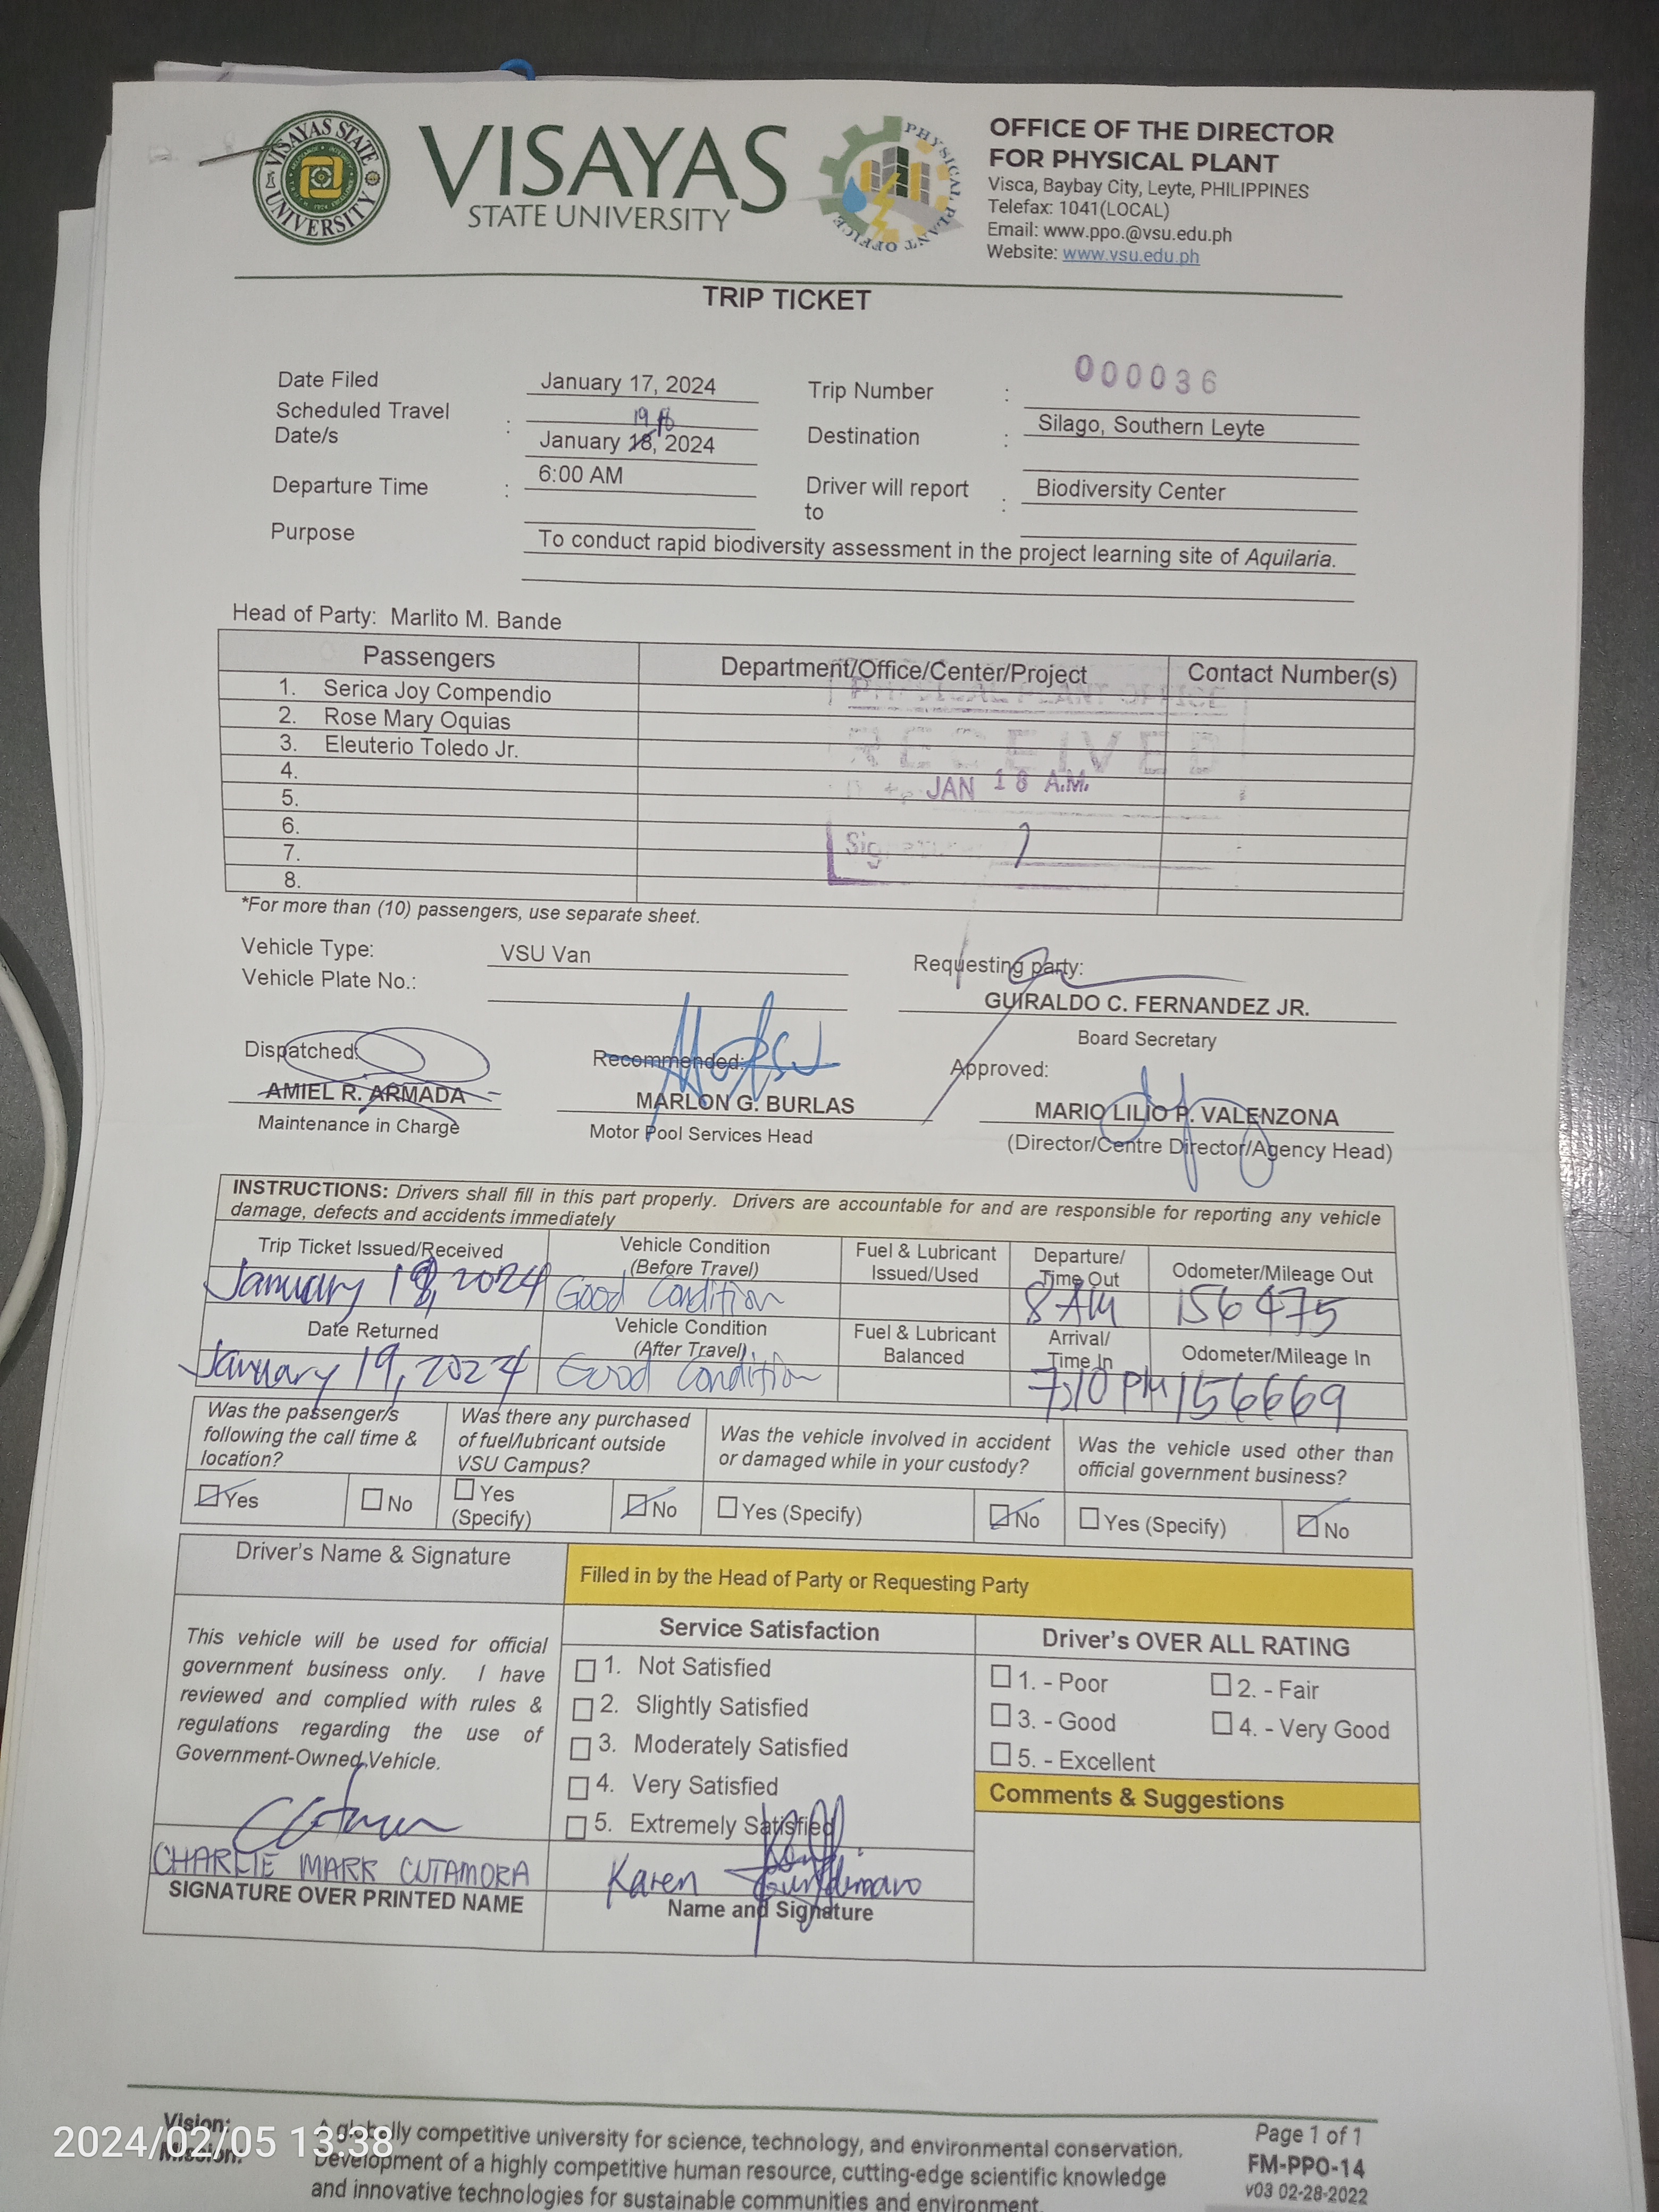 VISAYAS STATE UNIVERSITY
VISAYAS
STATE UNIVERSITY
PHYSICAL PLANT OFFICE
OFFICE OF THE DIRECTOR
FOR PHYSICAL PLANT
Visca, Baybay City, Leyte, PHILIPPINES
Telefax: 1041(LOCAL)
Email: www.ppo.@vsu.edu.ph
Website: www.vsu.edu.ph
TRIP TICKET
Date Filed January 17, 2024 Trip Number : 000036
Scheduled Travel Date/s : 19 January 18, 2024 Destination : Silago, Southern Leyte
Departure Time : 6:00 AM Driver will report to : Biodiversity Center
Purpose To conduct rapid biodiversity assessment in the project learning site of Aquilaria.
Head of Party: Marlito M. Bande
Passengers Department/Office/Center/Project Contact Number(s)
1. Serica Joy Compendio
2. Rose Mary Oquias
3. Eleuterio Toledo Jr.
4.
5.
6.
7.
8.
RECEIVED
JAN 18 A.M.
*For more than (10) passengers, use separate sheet.
Vehicle Type: VSU Van
Vehicle Plate No.:
Requesting party:
GUIRALDO C. FERNANDEZ JR.
Board Secretary
Dispatched: Recommended: Approved:
AMIEL R. ARMADA MARLON G. BURLAS MARIO LILIO P. VALENZONA
Maintenance in Charge Motor Pool Services Head (Director/Centre Director/Agency Head)
INSTRUCTIONS: Drivers shall fill in this part properly. Drivers are accountable for and are responsible for reporting any vehicle
damage, defects and accidents immediately
Trip Ticket Issued/Received Vehicle Condition (Before Travel) Fuel & Lubricant Issued/Used Departure/ Time Out Odometer/Mileage Out
January 19, 2024 Good Condition 8 AM 156475
Date Returned Vehicle Condition (After Travel) Fuel & Lubricant Balanced Arrival/ Time In Odometer/Mileage In
January 19, 2024 Good Condition 7:10 PM 156669
Was the passenger/s following the call time & location? Was there any purchased of fuel/lubricant outside VSU Campus? Was the vehicle involved in accident or damaged while in your custody? Was the vehicle used other than official government business?
Yes No Yes (Specify) No Yes (Specify) No Yes (Specify) No
Driver's Name & Signature
Filled in by the Head of Party or Requesting Party
This vehicle will be used for official
government business only. I have
reviewed and complied with rules &
regulations regarding the use of
Government-Owned Vehicle.
CHARLIE MARK CUTAMORA
SIGNATURE OVER PRINTED NAME
Service Satisfaction
1. Not Satisfied
2. Slightly Satisfied
3. Moderately Satisfied
4. Very Satisfied
5. Extremely Satisfied
Karen
Name and Signature
Driver's OVER ALL RATING
1. - Poor 2. - Fair
3. - Good 4. - Very Good
5. - Excellent
Comments & Suggestions
Vision: A globally competitive university for science, technology, and environmental conservation.
Mission: Development of a highly competitive human resource, cutting-edge scientific knowledge
and innovative technologies for sustainable communities and environment.
Page 1 of 1
FM-PPO-14
v03 02-28-2022
2024/02/05 13:38